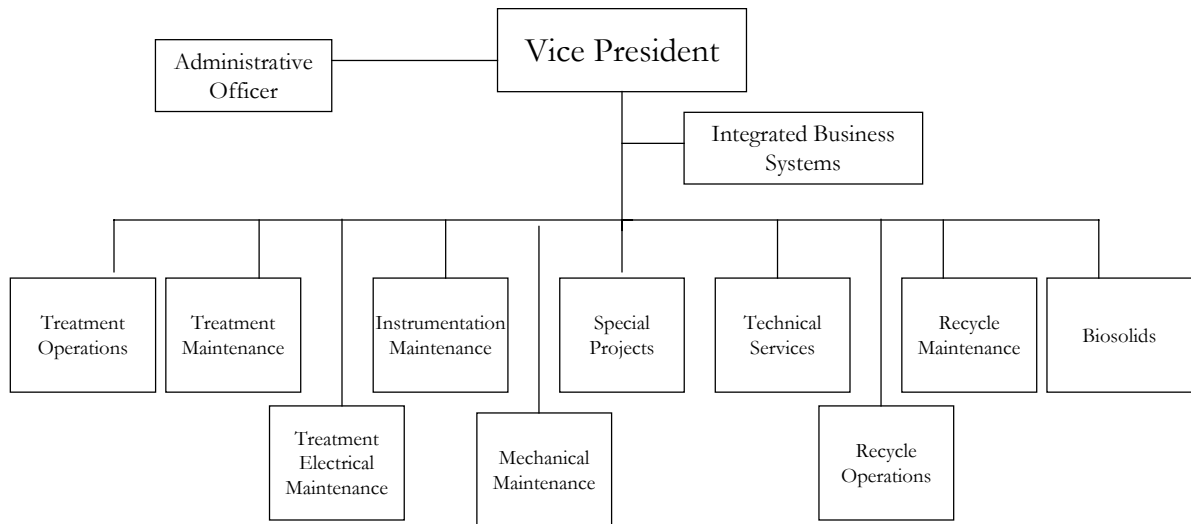 Vice President
Administrative
Officer
Integrated Business
Systems
Treatment
Operations
Treatment
Maintenance
Instrumentation
Maintenance
Special
Projects
Technical
Services
Recycle
Maintenance
Biosolids
Treatment
Electrical
Maintenance
Mechanical
Maintenance
Recycle
Operations